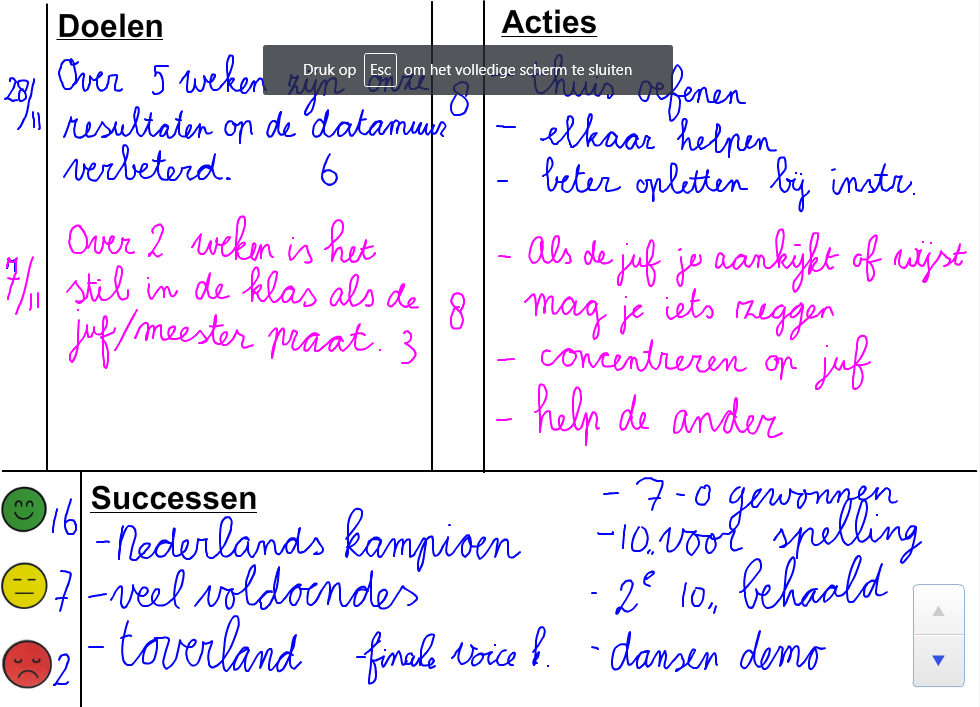 Doelen
28/11
Over 5 weken zijn onze
resultaten op de datamuur
verbeterd. 6
8
7/11
Over 2 weken is het
stil in de klas als de
juf/meester praat. 3
8
Acties
Druk op Esc om het volledige scherm te sluiten
- thuis oefenen
- elkaar helpen
- beter opletten bij instr.
- Als de juf je aankijkt of wijst
mag je iets zeggen
- concentreren op juf
- help de ander
16
7
2
Successen
- Nederlands kampioen
- veel voldoendes
- toverland - finale voice k.
- 7-0 gewonnen
- 10,, voor spelling
- 2e 10,, behaald
- dansen demo